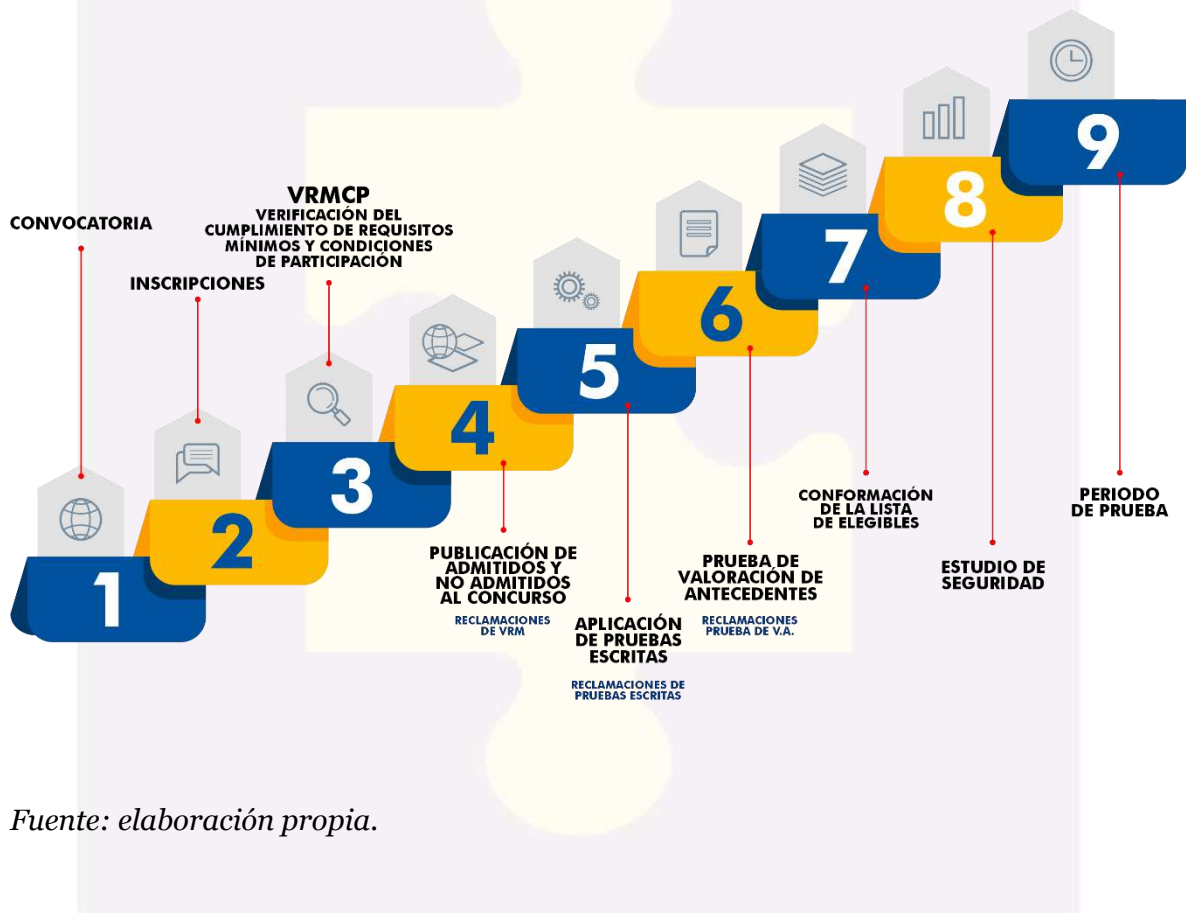 1
CONVOCATORIA
2
INSCRIPCIONES
3
VRMCP
VERIFICACIÓN DEL
CUMPLIMIENTO DE REQUISITOS
MÍNIMOS Y CONDICIONES
DE PARTICIPACIÓN
4
PUBLICACIÓN DE
ADMITIDOS Y
NO ADMITIDOS
AL CONCURSO
RECLAMACIONES
DE VRM
5
APLICACIÓN
DE PRUEBAS
ESCRITAS
RECLAMACIONES DE
PRUEBAS ESCRITAS
6
PRUEBA DE
VALORACIÓN DE
ANTECEDENTES
RECLAMACIONES
PRUEBA DE V.A.
7
CONFORMACIÓN
DE LA LISTA
DE ELEGIBLES
8
ESTUDIO DE
SEGURIDAD
9
PERIODO
DE PRUEBA
Fuente: elaboración propia.